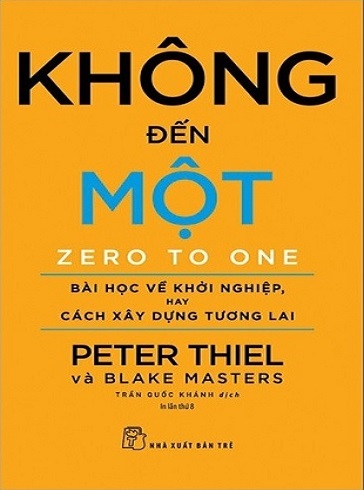 KHÔNG
ĐẾN
MỘT
ZERO TO ONE
BÀI HỌC VỀ KHỞI NGHIỆP,
HAY
CÁCH XÂY DỰNG TƯƠNG LAI
PETER THIEL
và BLAKE MASTERS
TRẦN QUỐC KHÁNH dịch
In lần thứ 8
NHÀ XUẤT BẢN TRẺ